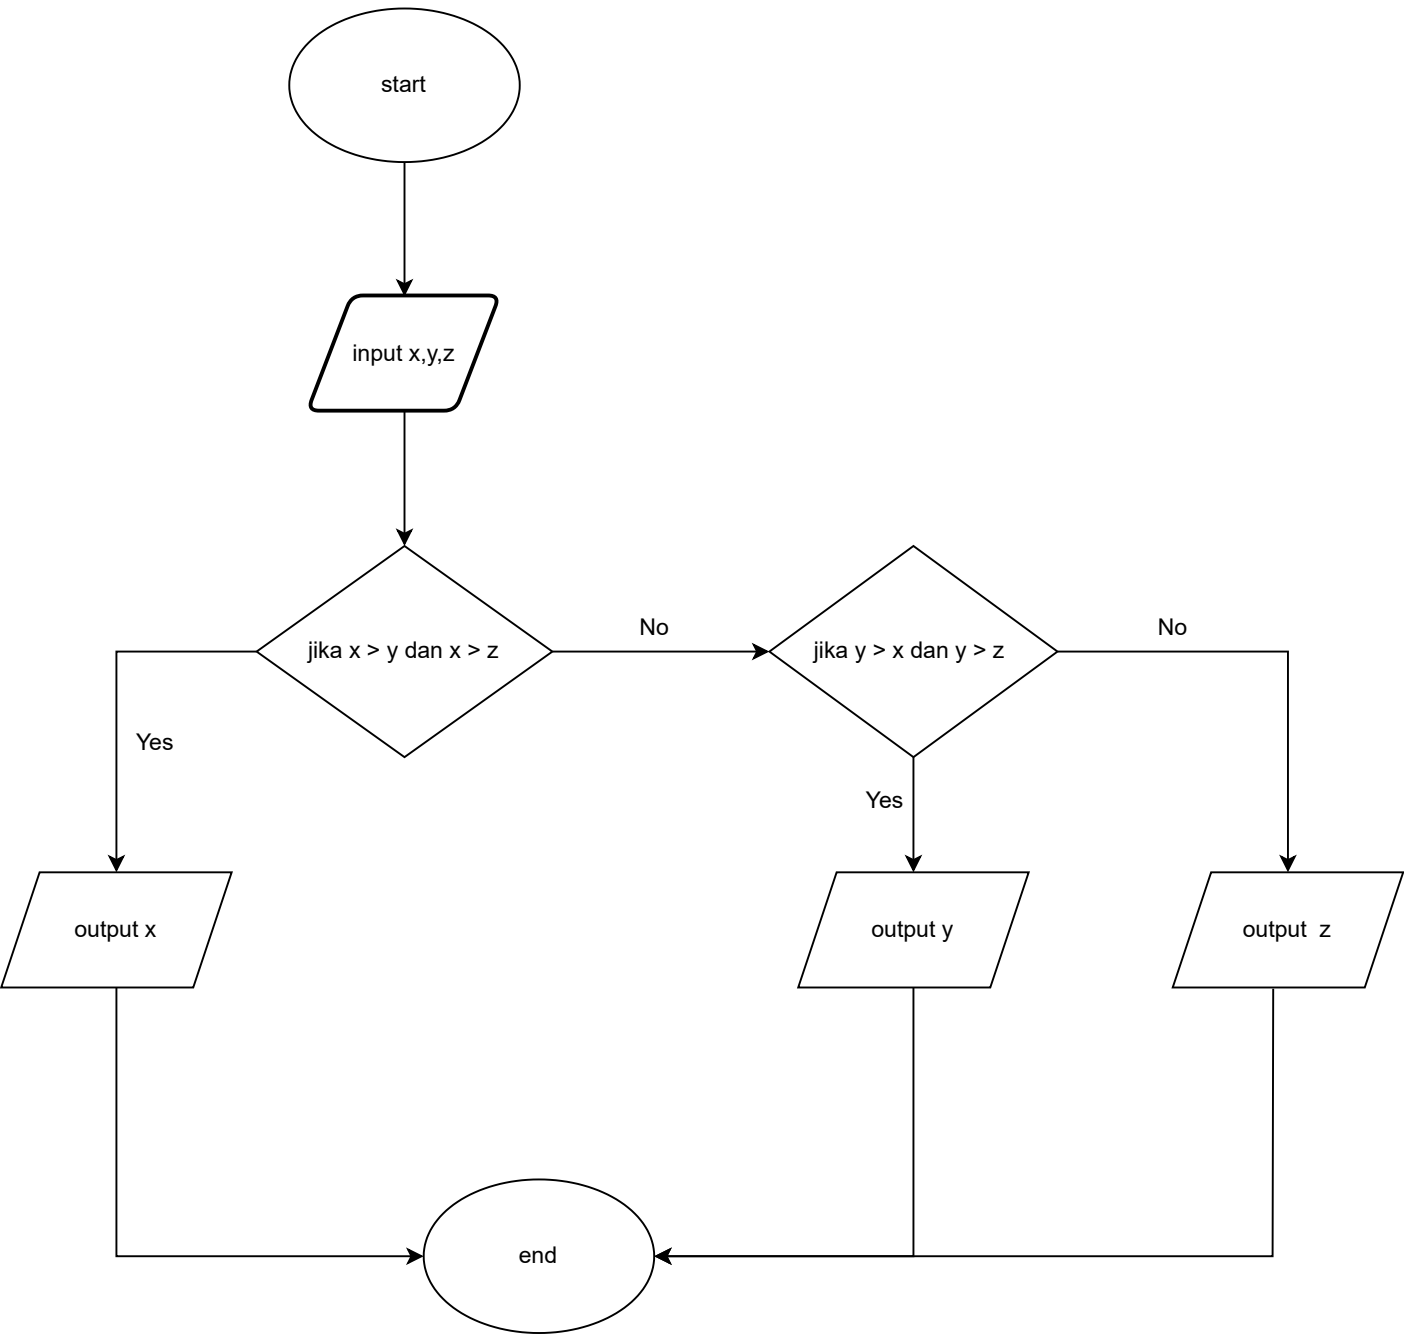 start
input x,y,z
jika x > y dan x > z
No
jika y > x dan y > z
No
Yes
Yes
output x
output y
output  z
end